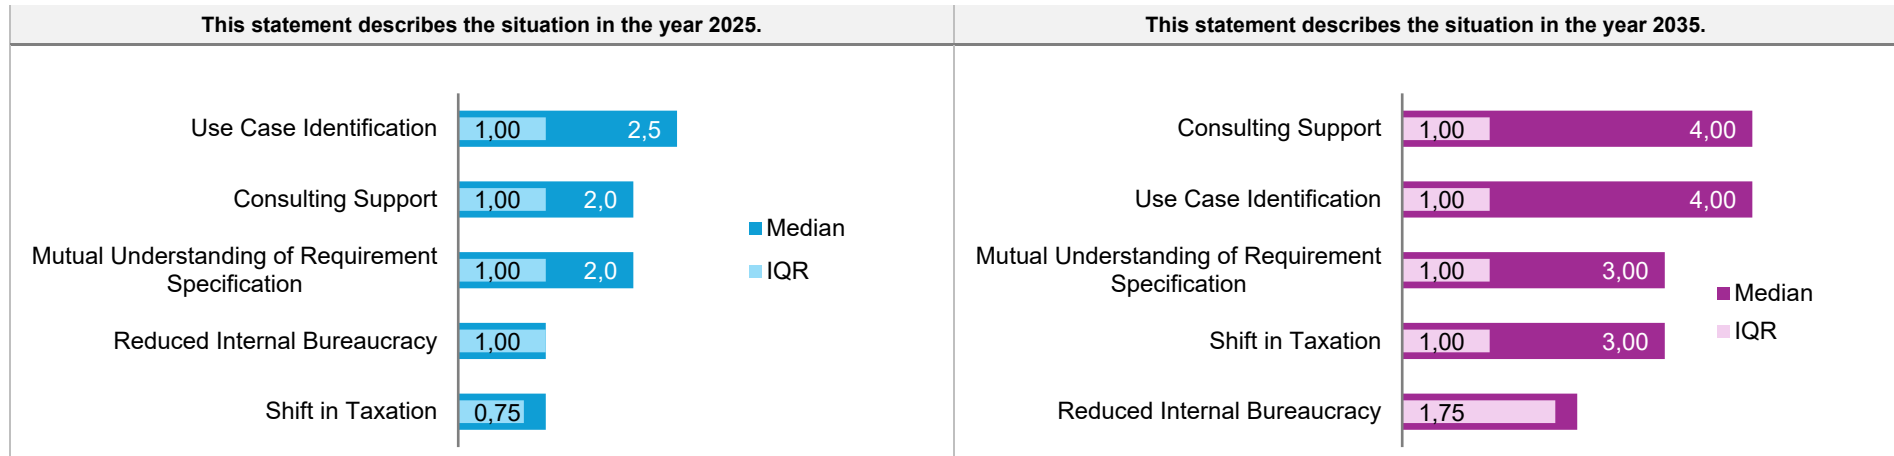 This statement describes the situation in the year 2025.
Use Case Identification
1,00
2,5
Consulting Support
1,00
2,0
Mutual Understanding of Requirement
Specification
1,00
2,0
Reduced Internal Bureaucracy
1,00
Shift in Taxation
0,75
Median
IQR
This statement describes the situation in the year 2035.
Consulting Support
1,00
4,00
Use Case Identification
1,00
4,00
Mutual Understanding of Requirement
Specification
1,00
3,00
Shift in Taxation
1,00
3,00
Reduced Internal Bureaucracy
1,75
Median
IQR